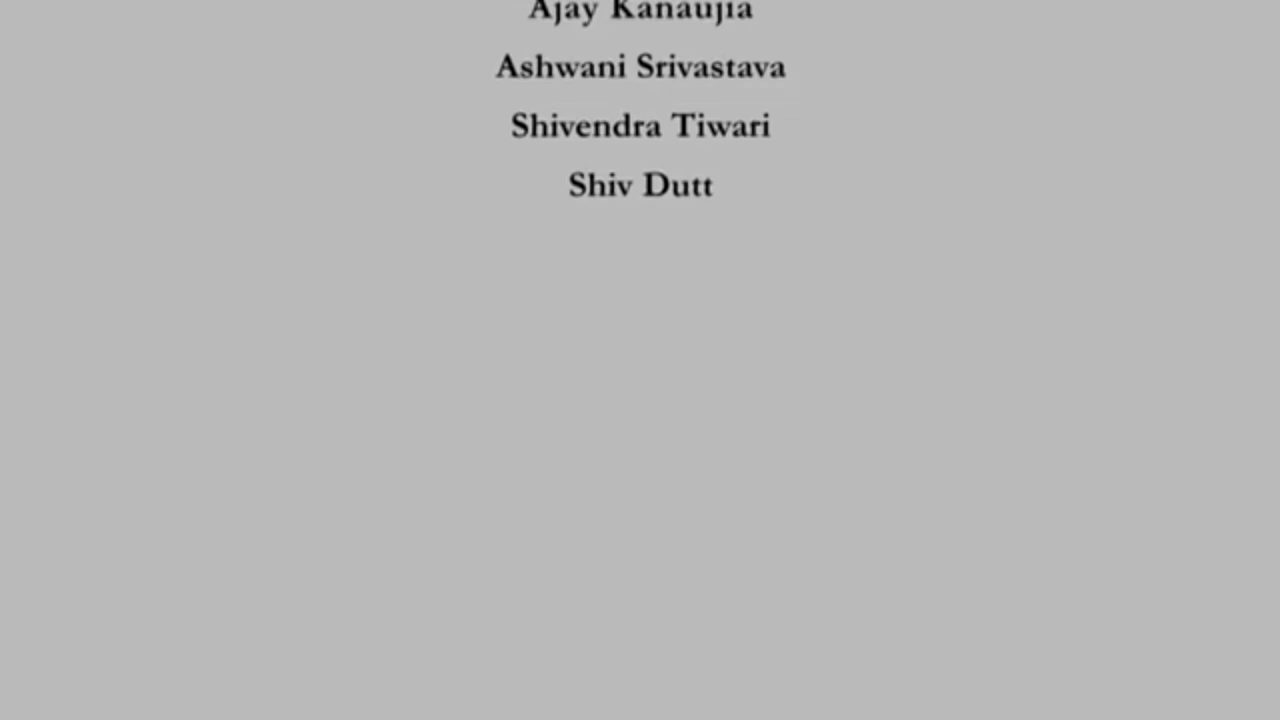 Ajay Kanaujia
Ashwani Srivastava
Shivendra Tiwari
Shiv Dutt